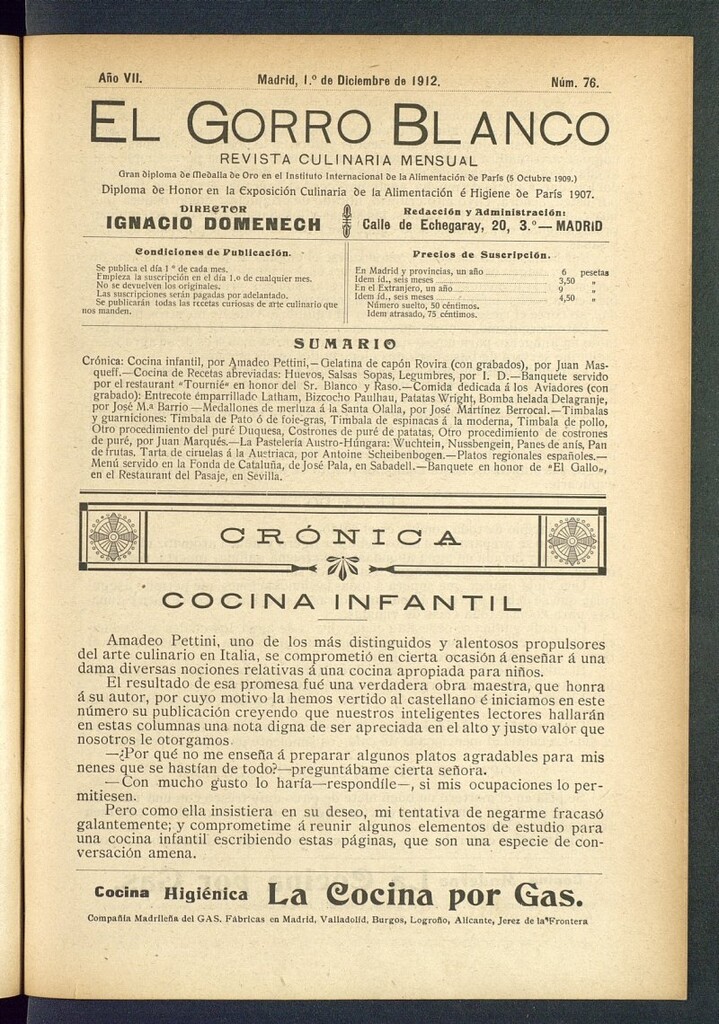 Año VII.
Madrid, 1.º de Diciembre de 1912.
Núm. 76.
EL GORRO BLANCO
REVISTA CULINARIA MENSUAL
Gran diploma de Medalla de Oro en el Instituto Internacional de la Alimentación de París (5 Octubre 1909.)
Diploma de Honor en la Exposición Culinaria de la Alimentación é Higiene de París 1907.
DIRECTOR
IGNACIO DOMENECH
Redacción y Administración:
Calle de Echegaray, 20, 3.º — MADRID
Condiciones de Publicación.
Se publica el día 1º de cada mes.
Empieza la suscripción en el día 1.º de cualquier mes.
No se devuelven los originales.
Las suscripciones serán pagadas por adelantado.
Se publicarán todas las recetas curiosas de arte culinario que
nos manden.
Precios de Suscripción.
En Madrid y provincias, un año 6 pesetas
Idem íd., seis meses 3,50 »
En el Extranjero, un año 9 »
Idem íd., seis meses 4,50 »
Número suelto, 50 céntimos.
Idem atrasado, 75 céntimos.
SUMARIO
Crónica: Cocina infantil, por Amadeo Pettini,—Gelatina de capón Rovira (con grabados), por Juan Mas-
queff.—Cocina de Recetas abreviadas: Huevos, Salsas Sopas, Legumbres, por I. D.—Banquete servido
por el restaurant «Tournié» en honor del Sr. Blanco y Raso.—Comida dedicada á los Aviadores (con
grabado): Entrecote emparrillado Latham, Bizcocho Paulhau, Patatas Wright, Bomba helada Delagranje,
por José M.ª Barrio —Medallones de merluza á la Santa Olalla, por José Martínez Berrocal.—Timbalas
y guarniciones: Timbala de Pato ó de foie-gras, Timbala de espinacas á la moderna, Timbala de pollo,
Otro procedimiento del puré Duquesa, Costrones de puré de patatas, Otro procedimiento de costrones
de puré, por Juan Marqués.—La Pastelería Austro-Húngara: Wuchtein, Nussbengein, Panes de anís, Pan
de frutas, Tarta de ciruelas á la Austriaca, por Antoine Scheibenbogen.—Platos regionales españoles.—
Menú servido en la Fonda de Cataluña, de José Pala, en Sabadell.—Banquete en honor de «El Gallo»,
en el Restaurant del Pasaje, en Sevilla.
CRÓNICA
COCINA INFANTIL
Amadeo Pettini, uno de los más distinguidos y alentosos propulsores
del arte culinario en Italia, se comprometió en cierta ocasión á enseñar á una
dama diversas nociones relativas á una cocina apropiada para niños.
El resultado de esa promesa fué una verdadera obra maestra, que honra
á su autor, por cuyo motivo la hemos vertido al castellano é iniciamos en este
número su publicación creyendo que nuestros inteligentes lectores hallarán
en estas columnas una nota digna de ser apreciada en el alto y justo valor que
nosotros le otorgamos.
—¿Por qué no me enseña á preparar algunos platos agradables para mis
nenes que se hastían de todo?—preguntábame cierta señora.
—Con mucho gusto lo haría—respondíle—, si mis ocupaciones lo per-
mitiesen.
Pero como ella insistiera en su deseo, mi tentativa de negarme fracasó
galantemente; y comprometime á reunir algunos elementos de estudio para
una cocina infantil escribiendo estas páginas, que son una especie de con-
versación amena.
Cocina Higiénica La Cocina por Gas.
Compañía Madrileña del GAS. Fábricas en Madrid, Valladolid, Burgos, Logroño, Alicante, Jerez de la Frontera